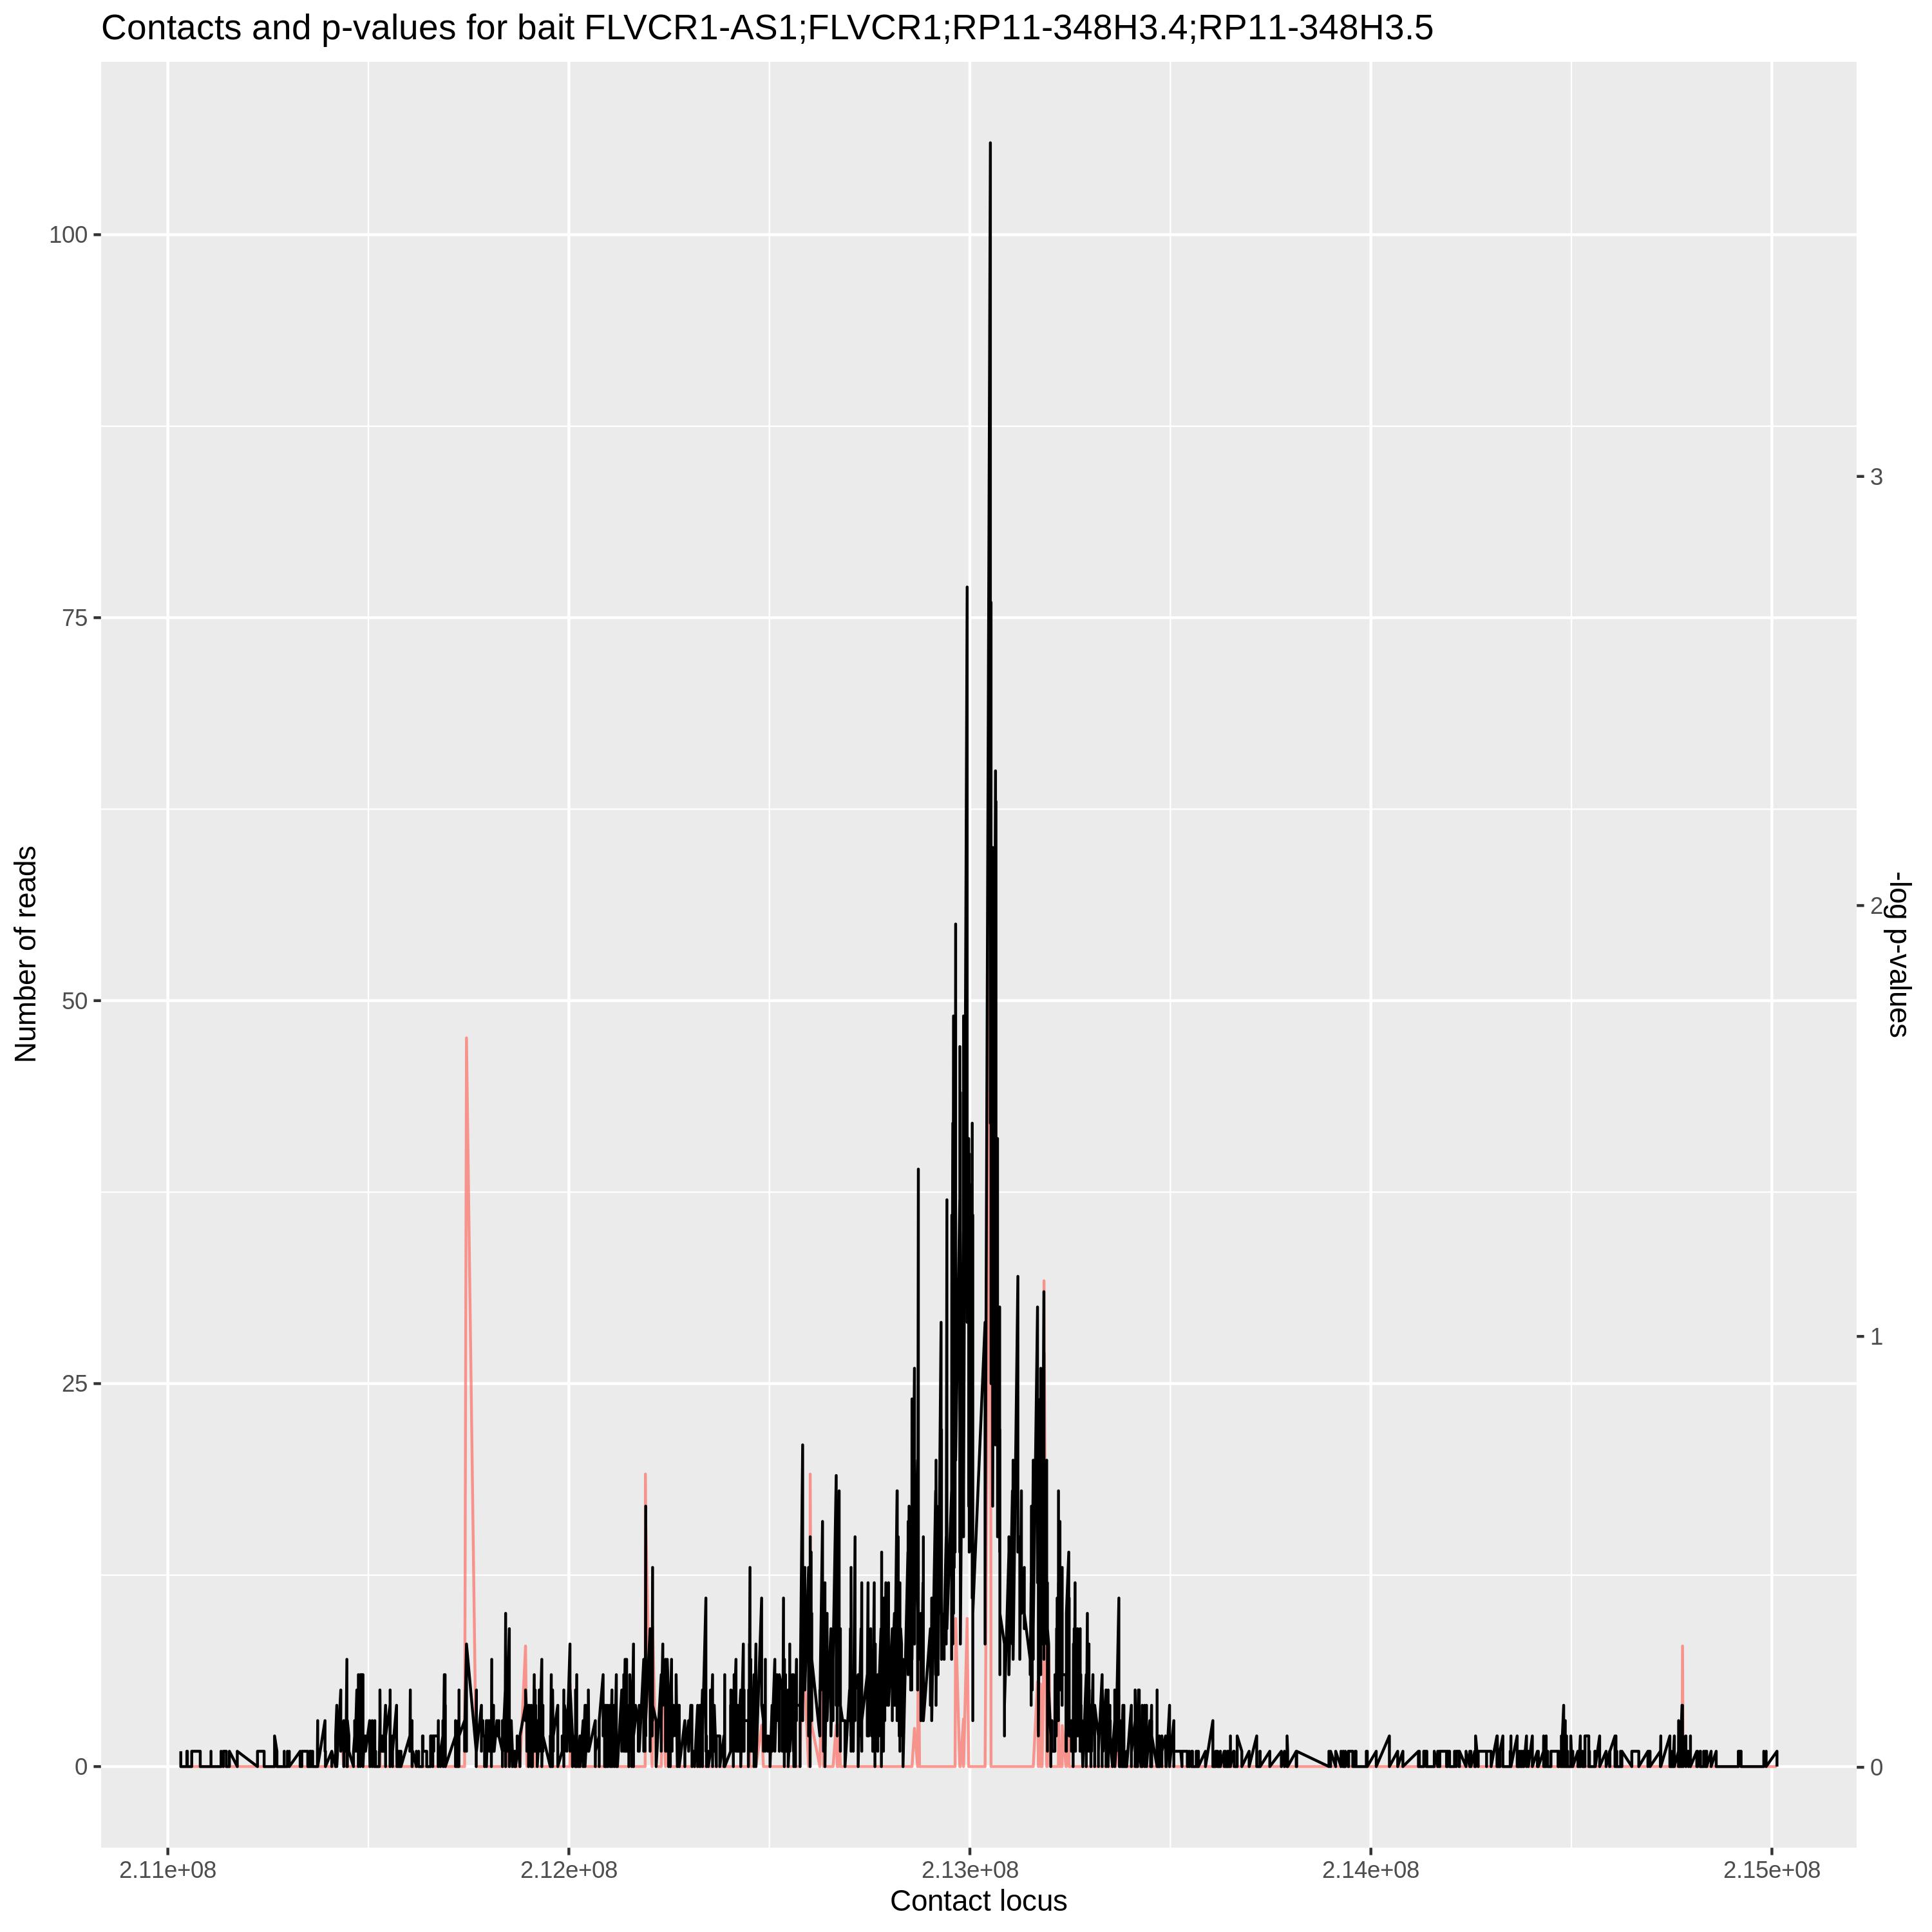 Contacts and p-values for bait FLVCR1-AS1;FLVCR1;RP11-348H3.4;RP11-348H3.5
Number of reads
100
75
50
25
0
3
2
1
0
-log p-values
2.11e+08 2.12e+08 2.13e+08 2.14e+08 2.15e+08
Contact locus